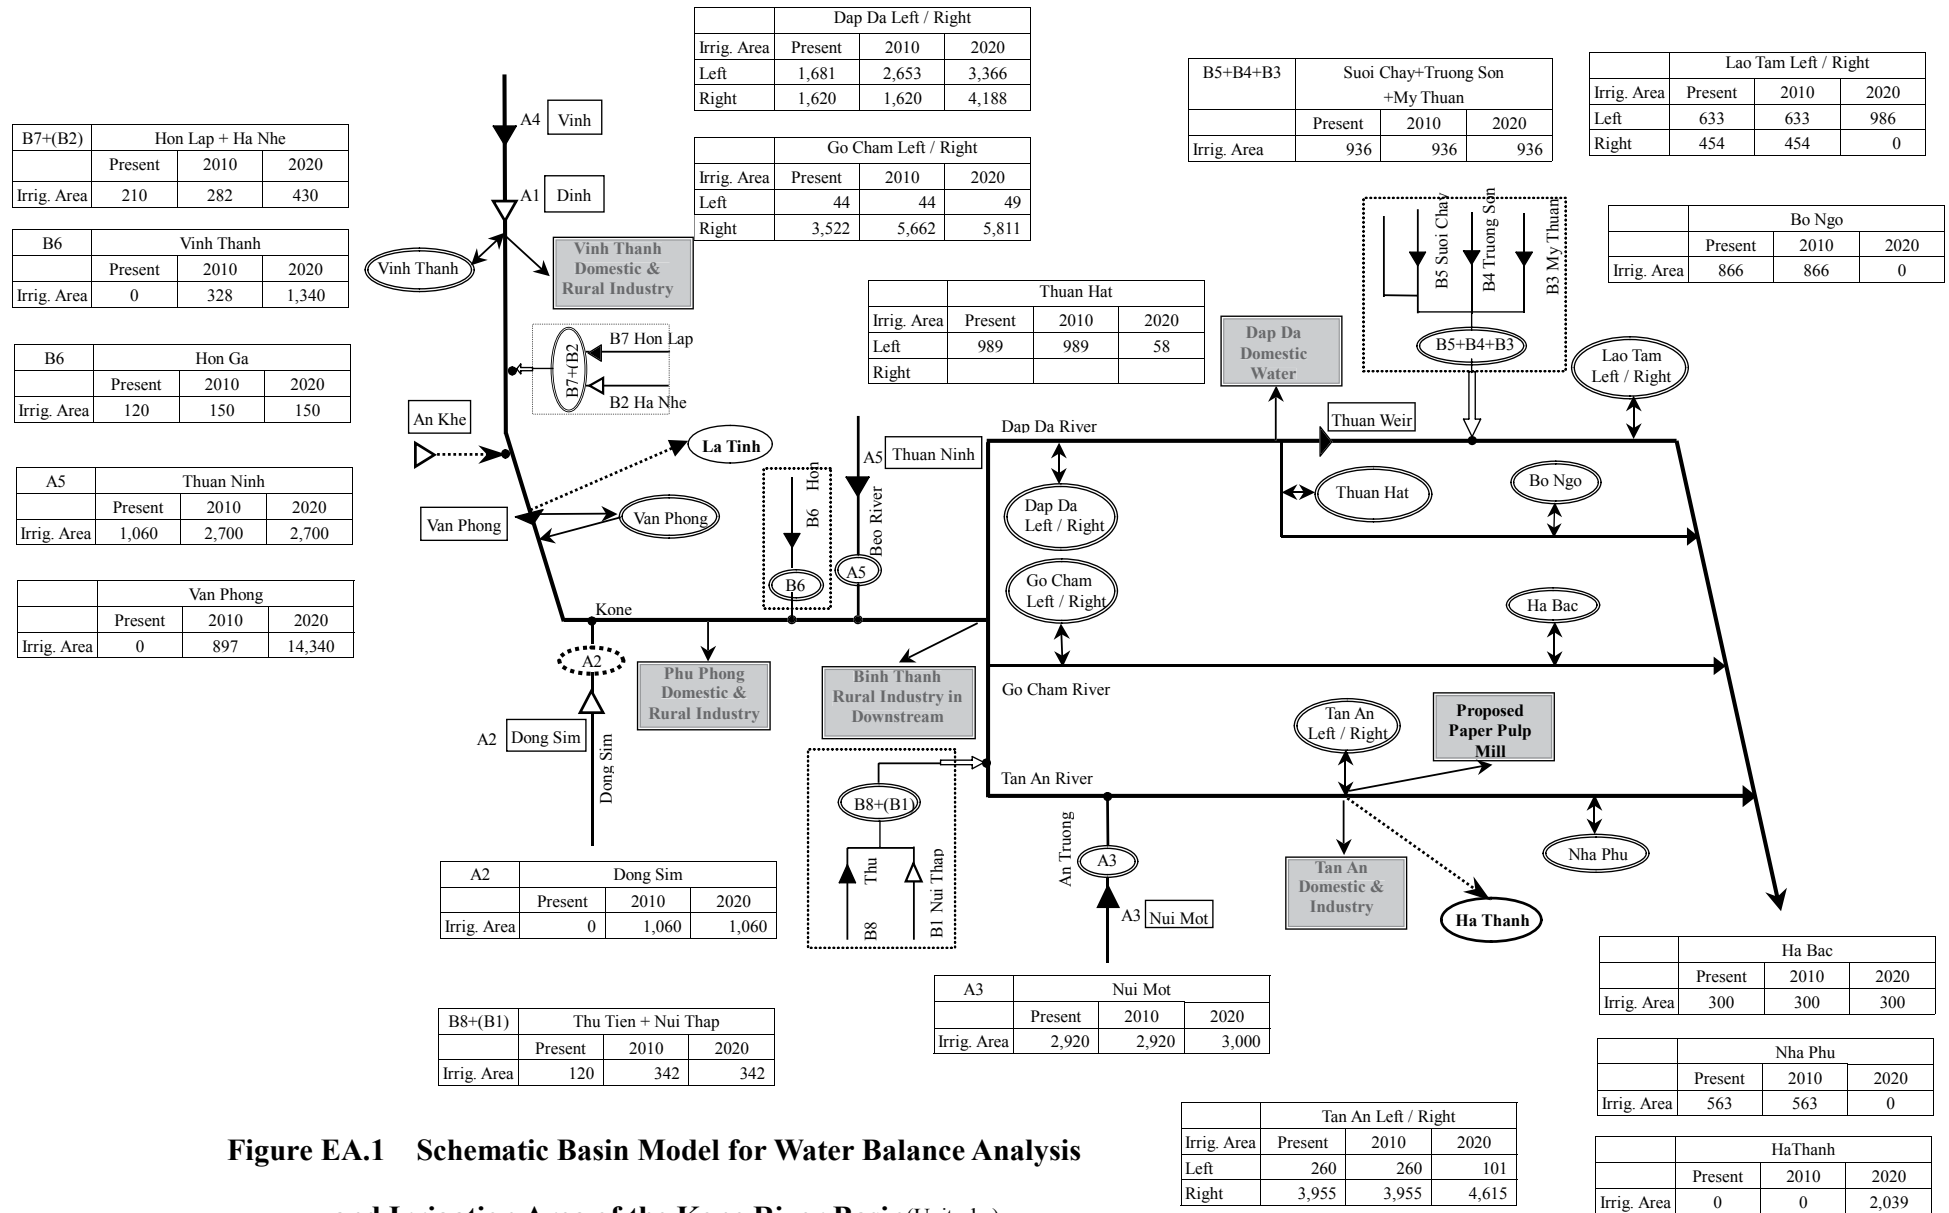 Dap Da Left / Right
Irrig. Area Present 2010 2020
Left 1,681 2,653 3,366
Right 1,620 1,620 4,188
Go Cham Left / Right
Irrig. Area Present 2010 2020
Left 44 44 49
Right 3,522 5,662 5,811
B5+B4+B3 Suoi Chay+Truong Son
+My Thuan
Present 2010 2020
Irrig. Area 936 936 936
Lao Tam Left / Right
Irrig. Area Present 2010 2020
Left 633 633 986
Right 454 454 0
B7+(B2) Hon Lap + Ha Nhe
Present 2010 2020
Irrig. Area 210 282 430
B6 Vinh Thanh
Present 2010 2020
Irrig. Area 0 328 1,340
B6 Hon Ga
Present 2010 2020
Irrig. Area 120 150 150
A5 Thuan Ninh
Present 2010 2020
Irrig. Area 1,060 2,700 2,700
Van Phong
Present 2010 2020
Irrig. Area 0 897 14,340
Bo Ngo
Present 2010 2020
Irrig. Area 866 866 0
Thuan Hat
Irrig. Area Present 2010 2020
Left 989 989 58
Right
A4 Vinh
A1 Dinh
Vinh Thanh
Vinh Thanh
Domestic &
Rural Industry
B7+(B2
B7 Hon Lap
B2 Ha Nhe
An Khe
La Tinh
Van Phong
Van Phong
B6 Hon
B6
A5 Thuan Ninh
Beo River
A5
Kone
A2
A2 Dong Sim
Dong Sim
Phu Phong
Domestic &
Rural Industry
Binh Thanh
Rural Industry in
Downstream
Dap Da River
Dap Da
Left / Right
Go Cham
Left / Right
Go Cham River
Tan An River
Dap Da
Domestic
Water
Thuan Weir
B5 Suoi Chay
B4 Truong Son
B3 My Thuan
B5+B4+B3
Lao Tam
Left / Right
Thuan Hat
Bo Ngo
Ha Bac
Tan An
Left / Right
Proposed
Paper Pulp
Mill
B8+(B1)
Thu
B8
B1 Nui Thap
An Truong
A3
A3 Nui Mot
Tan An
Domestic &
Industry
Ha Thanh
Nha Phu
A2 Dong Sim
Present 2010 2020
Irrig. Area 0 1,060 1,060
B8+(B1) Thu Tien + Nui Thap
Present 2010 2020
Irrig. Area 120 342 342
A3 Nui Mot
Present 2010 2020
Irrig. Area 2,920 2,920 3,000
Ha Bac
Present 2010 2020
Irrig. Area 300 300 300
Nha Phu
Present 2010 2020
Irrig. Area 563 563 0
Tan An Left / Right
Irrig. Area Present 2010 2020
Left 260 260 101
Right 3,955 3,955 4,615
HaThanh
Present 2010 2020
Irrig. Area 0 0 2,039
Figure EA.1 Schematic Basin Model for Water Balance Analysis
and Irrigation Area of the Kone River Basin